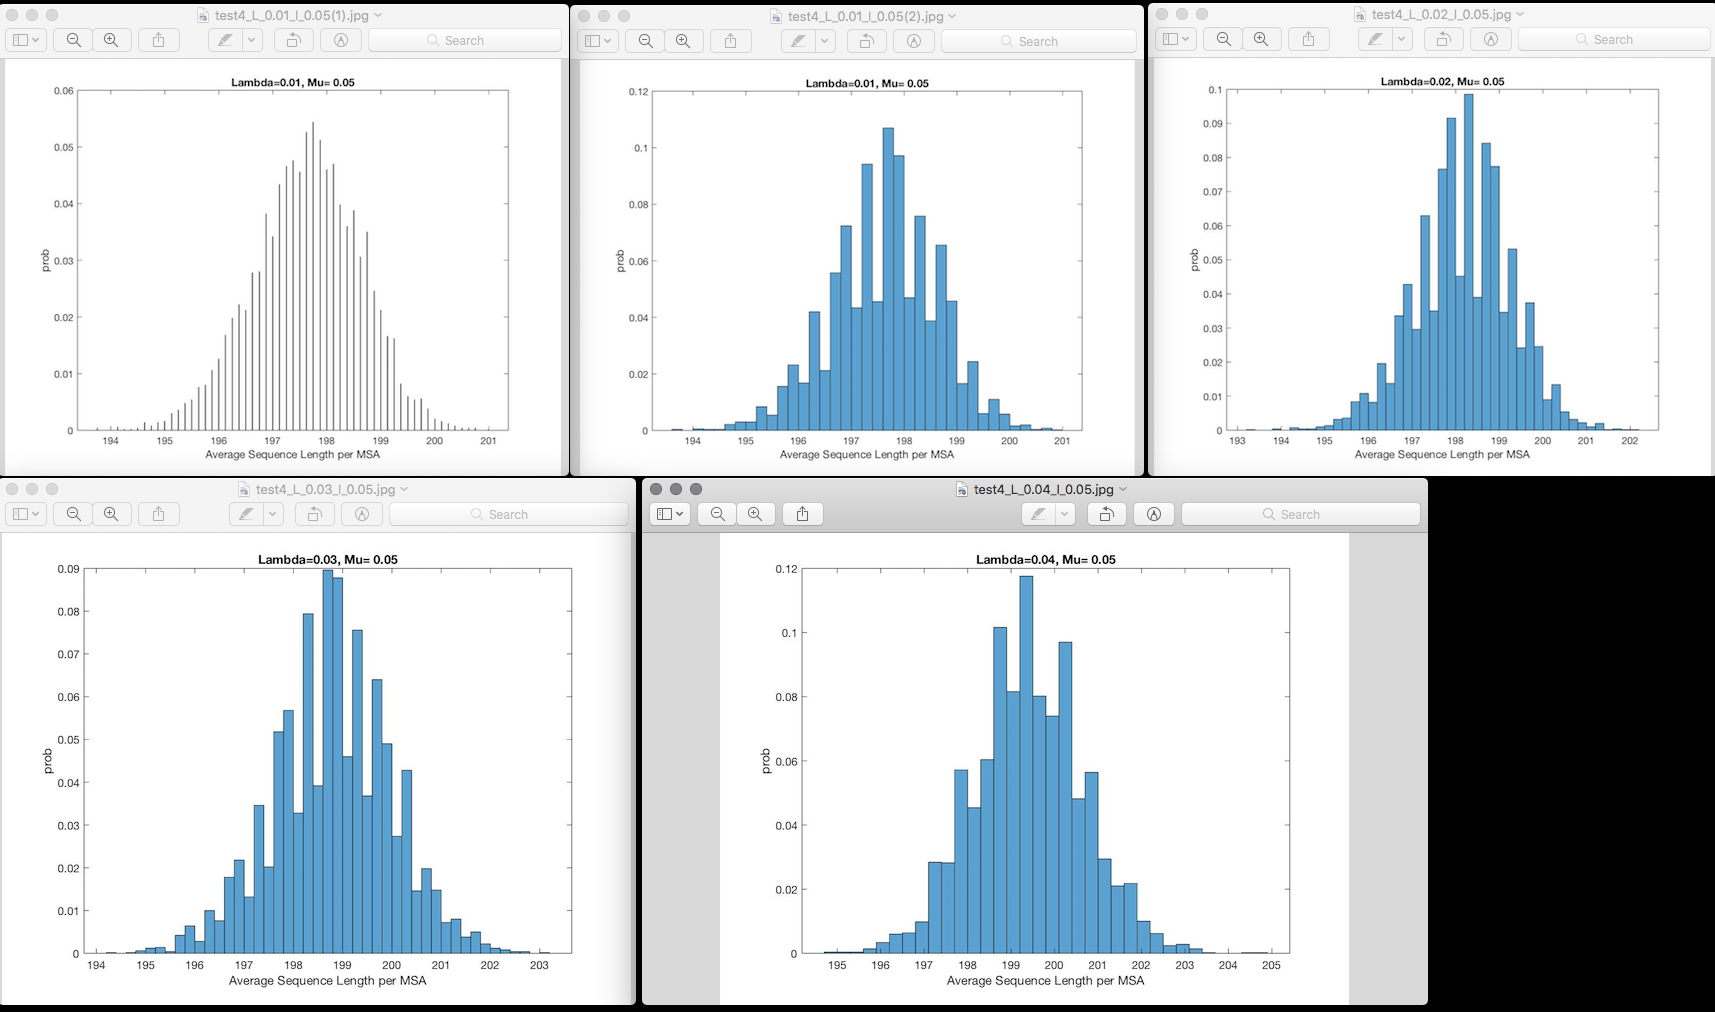 test4_L_0.01_I_0.05(1).jpg
Search
Lambda=0.01, Mu= 0.05
0.06
0.05
0.04
0.03
0.02
0.01
0
prob
194 195 196 197 198 199 200 201
Average Sequence Length per MSA
test4_L_0.01_I_0.05(2).jpg
Search
Lambda=0.01, Mu= 0.05
0.12
0.1
0.08
0.06
0.04
0.02
0
prob
194 195 196 197 198 199 200 201
Average Sequence Length per MSA
test4_L_0.02_I_0.05.jpg
Search
Lambda=0.02, Mu= 0.05
0.1
0.09
0.08
0.07
0.06
0.05
0.04
0.03
0.02
0.01
0
prob
193 194 195 196 197 198 199 200 201 202
Average Sequence Length per MSA
test4_L_0.03_I_0.05.jpg
Search
Lambda=0.03, Mu= 0.05
0.09
0.08
0.07
0.06
0.05
0.04
0.03
0.02
0.01
0
prob
194 195 196 197 198 199 200 201 202 203
Average Sequence Length per MSA
test4_L_0.04_I_0.05.jpg
Search
Lambda=0.04, Mu= 0.05
0.12
0.1
0.08
0.06
0.04
0.02
0
prob
195 196 197 198 199 200 201 202 203 204 205
Average Sequence Length per MSA